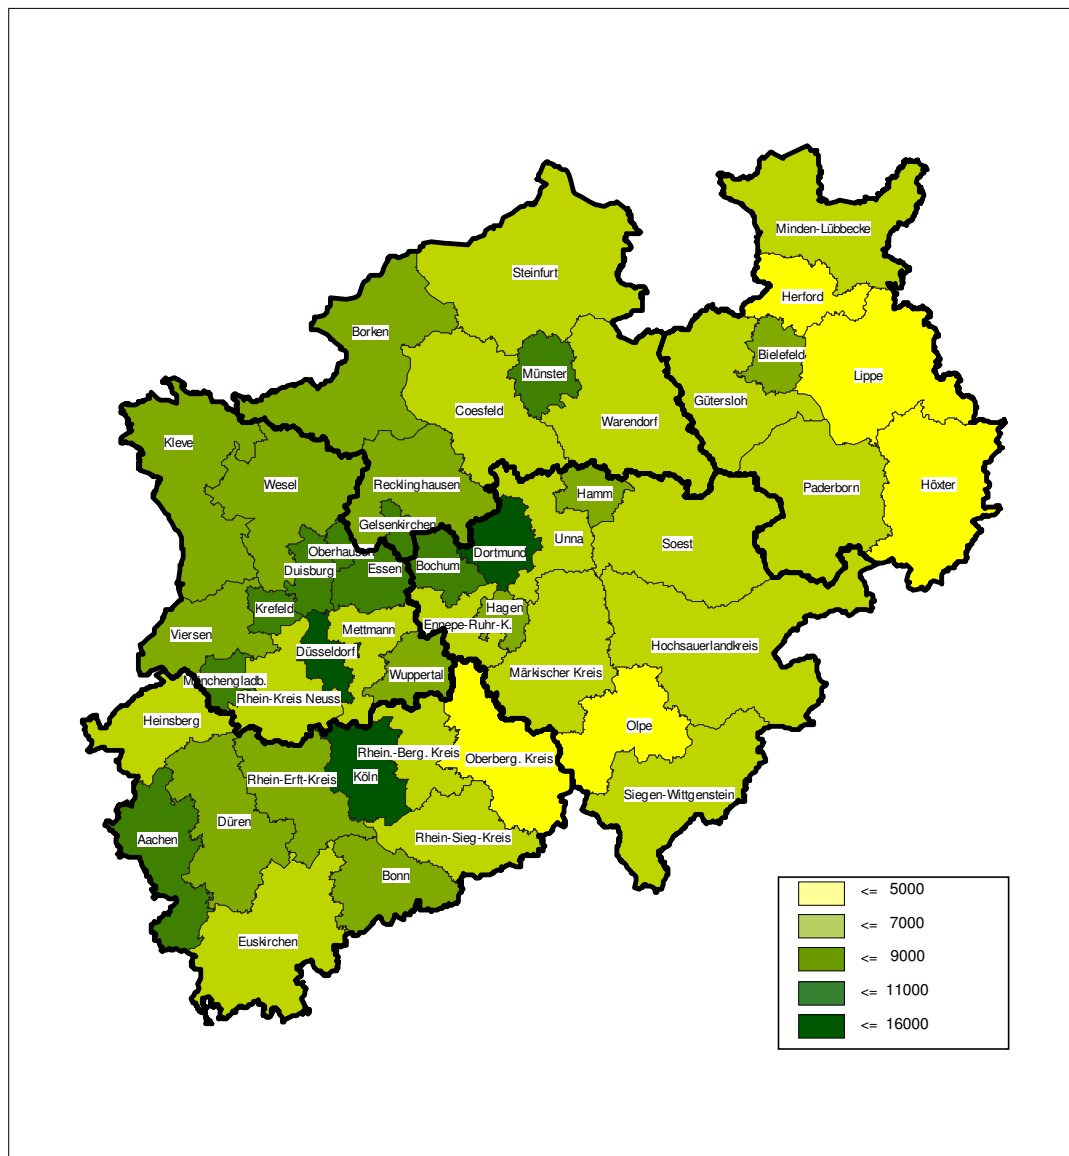 Minden-Lübbecke
Steinfurt
Herford
Borken
Bielefeld
Münster
Lippe
Gütersloh
Coesfeld
Warendorf
Kleve
Wesel
Recklinghausen
Hamm
Paderborn
Höxter
Gelsenkirchen
Unna
Soest
Oberhausen
Dortmund
Duisburg
Essen
Bochum
Krefeld
Hagen
Ennepe-Ruhr-K.
Viersen
Mettmann
Hochsauerlandkreis
Düsseldorf
Wuppertal
Märkischer Kreis
Mönchengladb.
Rhein-Kreis Neuss
Heinsberg
Olpe
Rhein.-Berg. Kreis
Oberberg. Kreis
Rhein-Erft-Kreis
Köln
Siegen-Wittgenstein
Düren
Aachen
Rhein-Sieg-Kreis
Bonn
Euskirchen
<= 5000
<= 7000
<= 9000
<= 11000
<= 16000